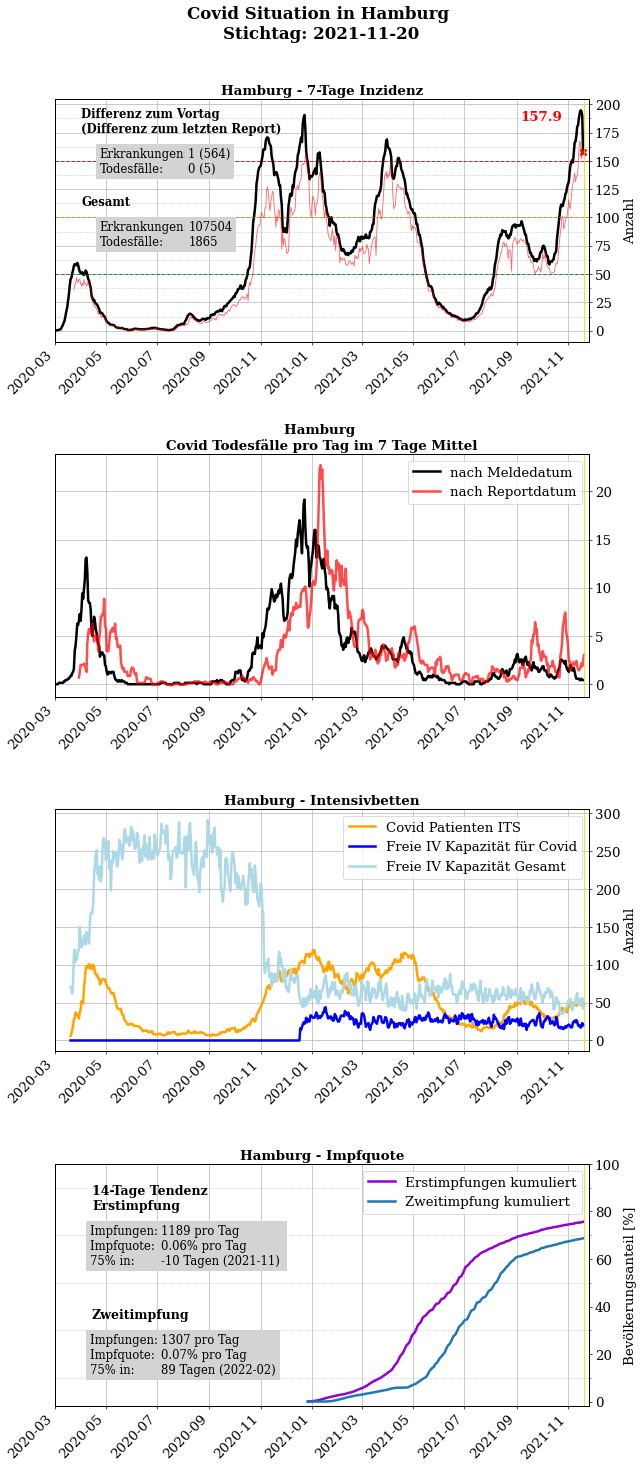 Covid Situation in Hamburg
Stichtag: 2021-11-20
Hamburg - 7-Tage Inzidenz
Differenz zum Vortag
(Differenz zum letzten Report)
Erkrankungen 1 (564)
Todesfälle: 0 (5)
Gesamt
Erkrankungen 107504
Todesfälle: 1865
157.9
200
175
150
125
100
75
50
25
0
Anzahl
2020-03 2020-05 2020-07 2020-09 2020-11 2021-01 2021-03 2021-05 2021-07 2021-09 2021-11
Hamburg
Covid Todesfälle pro Tag im 7 Tage Mittel
nach Meldedatum
nach Reportdatum
20
15
10
5
0
2020-03 2020-05 2020-07 2020-09 2020-11 2021-01 2021-03 2021-05 2021-07 2021-09 2021-11
Hamburg - Intensivbetten
Covid Patienten ITS
Freie IV Kapazität für Covid
Freie IV Kapazität Gesamt
300
250
200
150
100
50
0
Anzahl
2020-03 2020-05 2020-07 2020-09 2020-11 2021-01 2021-03 2021-05 2021-07 2021-09 2021-11
Hamburg - Impfquote
Erstimpfungen kumuliert
Zweitimpfung kumuliert
14-Tage Tendenz
Erstimpfung
Impfungen: 1189 pro Tag
Impfquote: 0.06% pro Tag
75% in: -10 Tagen (2021-11)
Zweitimpfung
Impfungen: 1307 pro Tag
Impfquote: 0.07% pro Tag
75% in: 89 Tagen (2022-02)
100
80
60
40
20
0
Bevölkerungsanteil [%]
2020-03 2020-05 2020-07 2020-09 2020-11 2021-01 2021-03 2021-05 2021-07 2021-09 2021-11